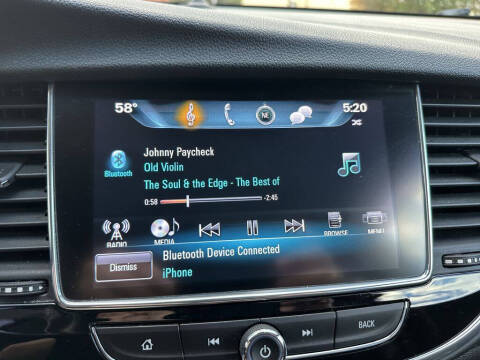 58° NE 5:20
Johnny Paycheck
Old Violin
Bluetooth
The Soul & the Edge - The Best of
0:58 -2:45
RADIO MEDIA BROWSE MENU
Bluetooth Device Connected
Dismiss
iPhone
BACK